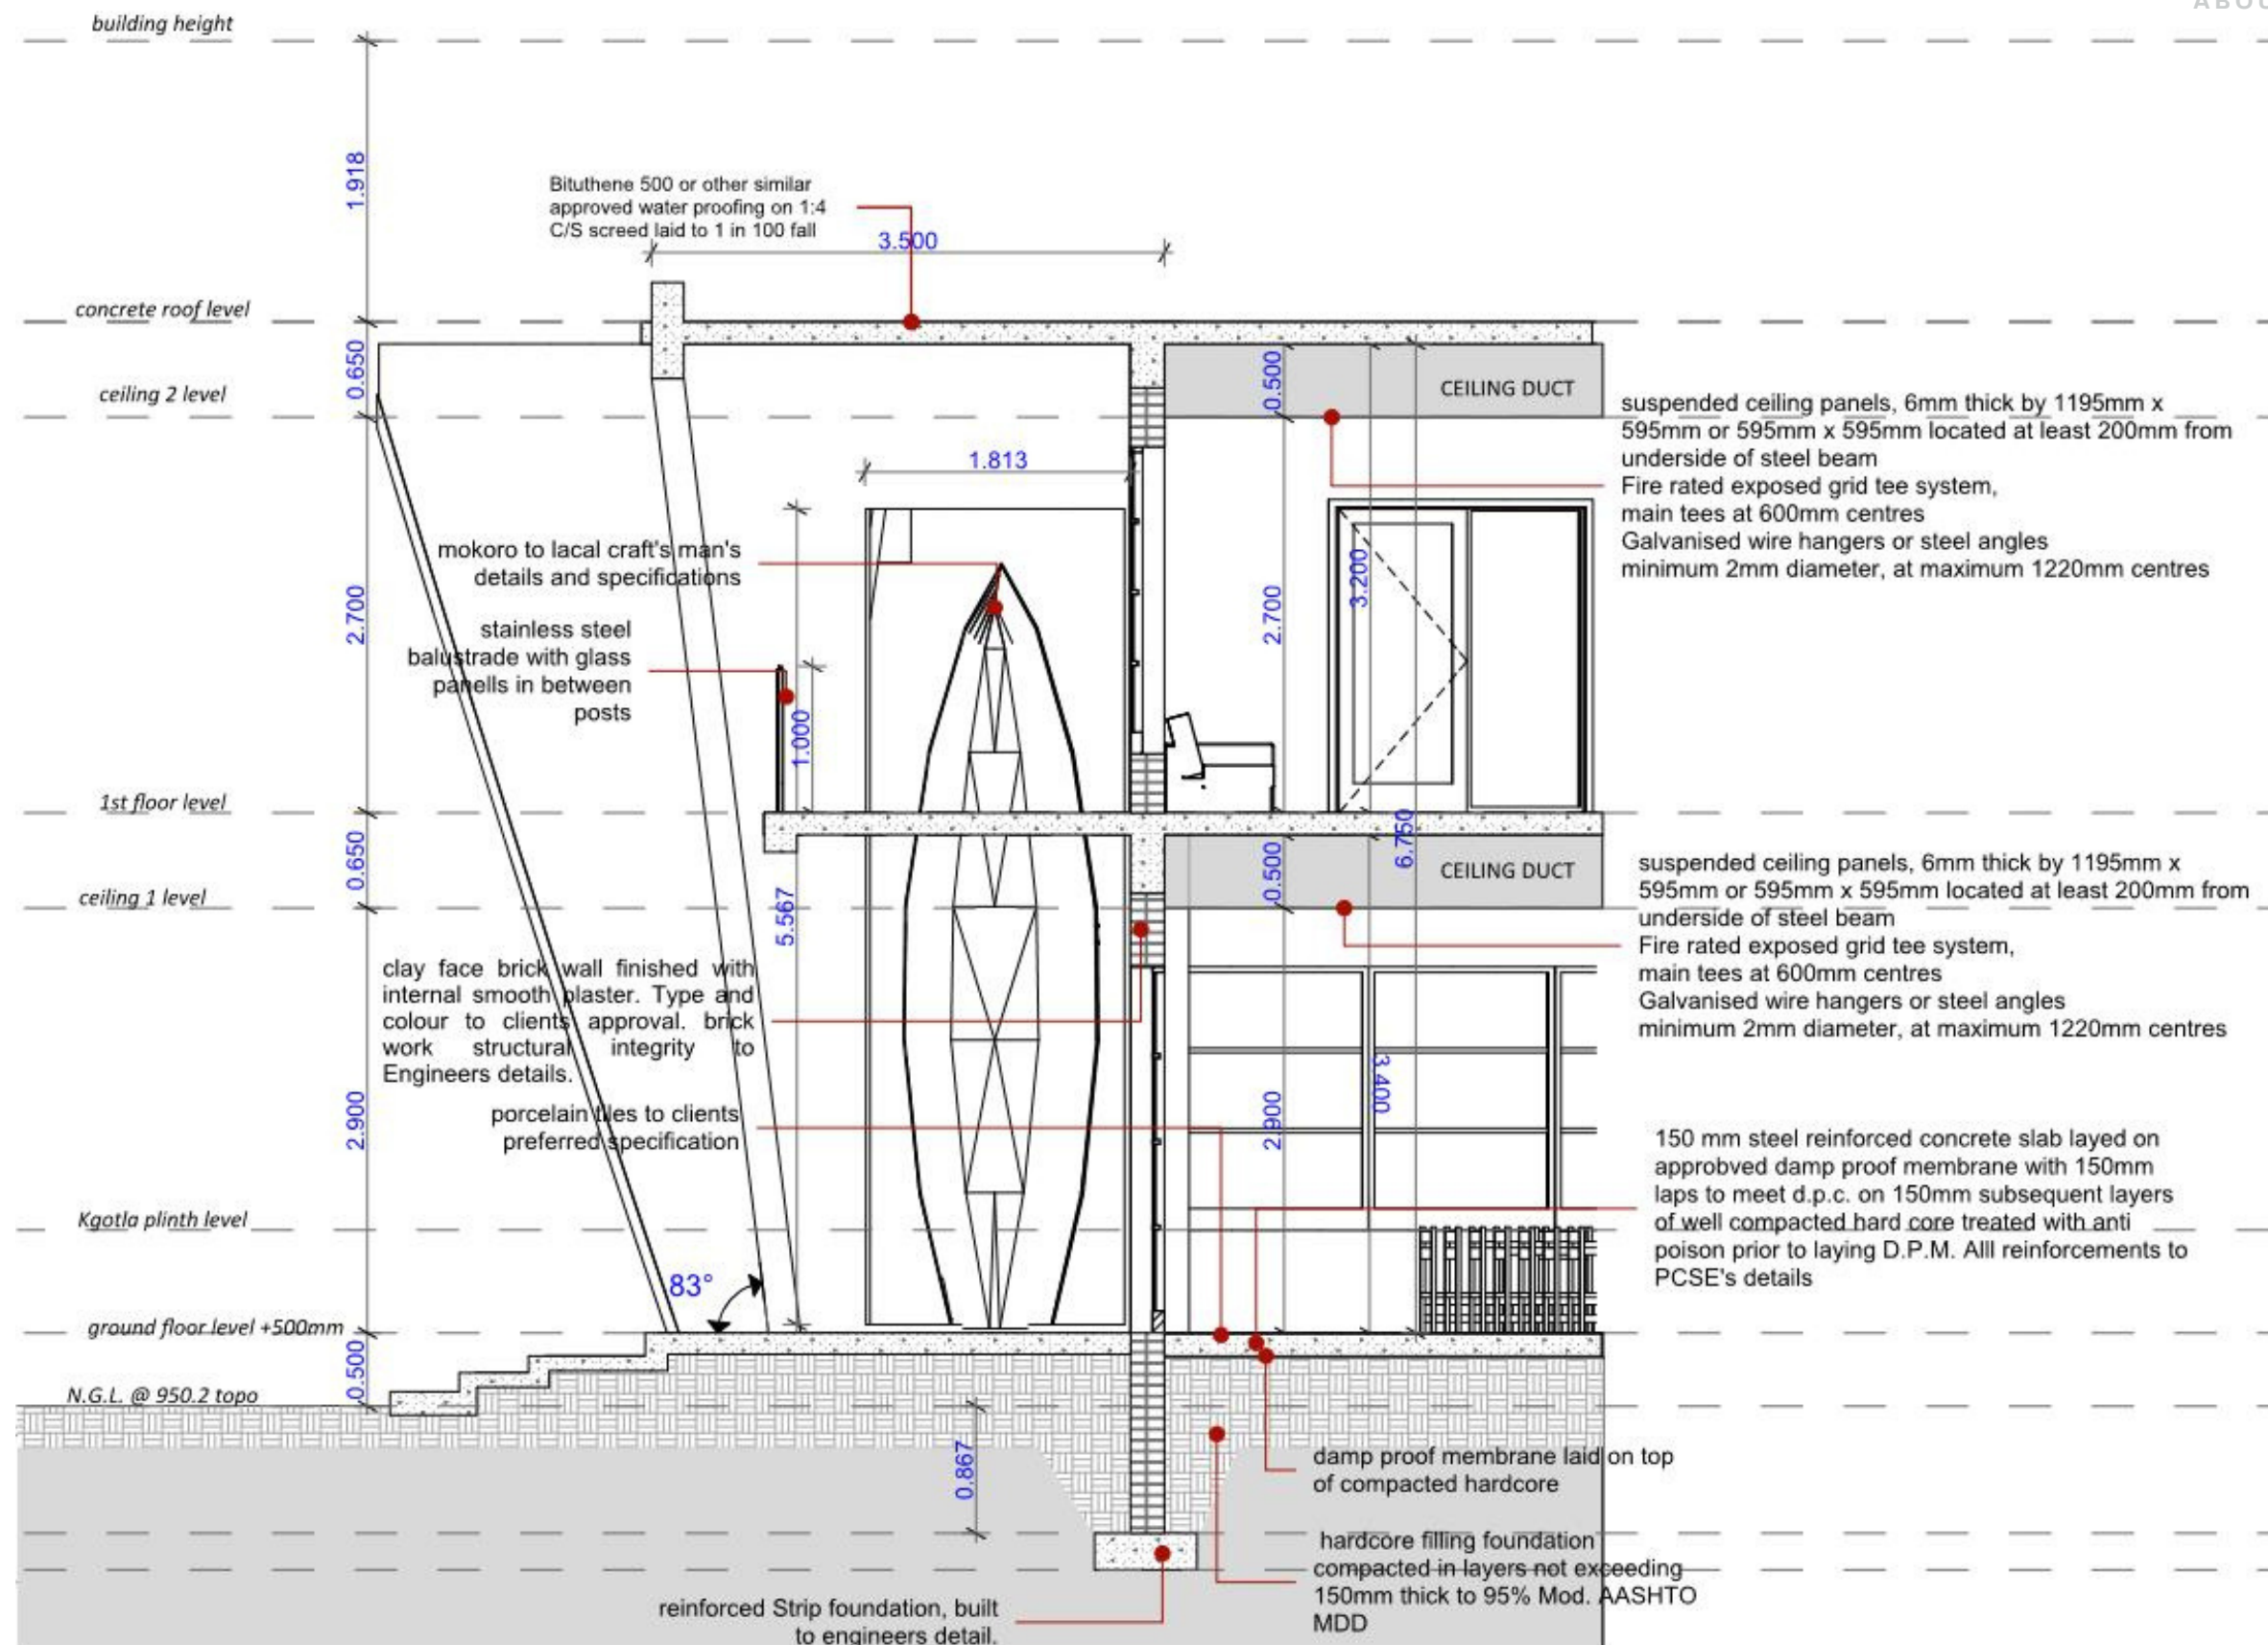 ABOU
building height
1.918
Bituthene 500 or other similar
approved water proofing on 1:4
C/S screed laid to 1 in 100 fall
3.500
concrete roof level
0.650
0.500
CEILING DUCT
ceiling 2 level
suspended ceiling panels, 6mm thick by 1195mm x
595mm or 595mm x 595mm located at least 200mm from
underside of steel beam
Fire rated exposed grid tee system,
main tees at 600mm centres
Galvanised wire hangers or steel angles
minimum 2mm diameter, at maximum 1220mm centres
1.813
mokoro to lacal craft's man's
details and specifications
2.700
2.700
3.200
stainless steel
balustrade with glass
panells in between
posts
1.000
1st floor level
6.750
0.650
0.500
CEILING DUCT
ceiling 1 level
5.567
suspended ceiling panels, 6mm thick by 1195mm x
595mm or 595mm x 595mm located at least 200mm from
underside of steel beam
Fire rated exposed grid tee system,
main tees at 600mm centres
Galvanised wire hangers or steel angles
minimum 2mm diameter, at maximum 1220mm centres
clay face brick wall finished with
internal smooth plaster. Type and
colour to clients approval. brick
work structural integrity to
Engineers details.
2.900
2.900
3.400
porcelain tiles to clients
preferred specification
150 mm steel reinforced concrete slab layed on
approbved damp proof membrane with 150mm
laps to meet d.p.c. on 150mm subsequent layers
of well compacted hard core treated with anti
poison prior to laying D.P.M. Alll reinforcements to
PCSE's details
Kgotla plinth level
83°
ground floor level +500mm
0.500
N.G.L. @ 950.2 topo
0.867
damp proof membrane laid on top
of compacted hardcore
hardcore filling foundation
compacted in layers not exceeding
150mm thick to 95% Mod. AASHTO
MDD
reinforced Strip foundation, built
to engineers detail.